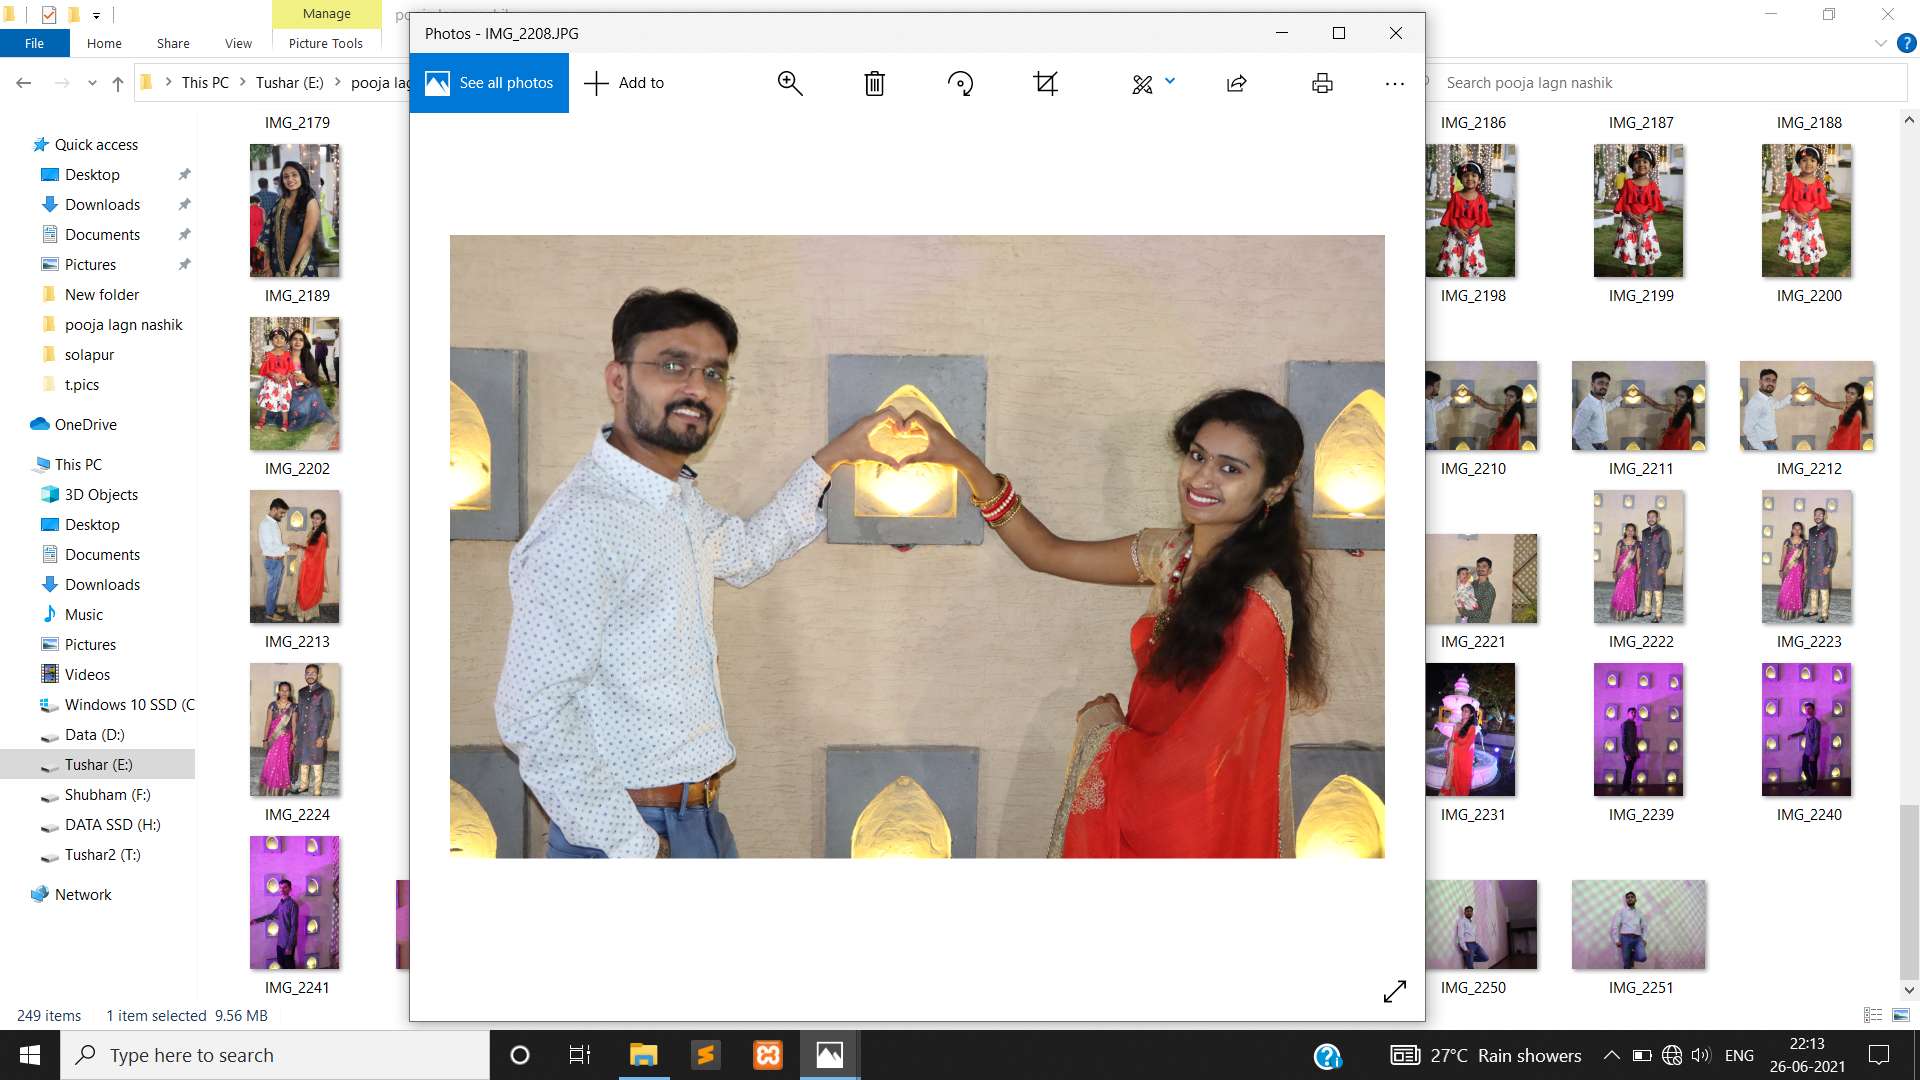 Manage
Photos - IMG_2208.JPG
File
Home
Share
View
Picture Tools
See all photos
Add to
This PC
Tushar (E:)
pooja lag
Search pooja lagn nashik
Quick access
Desktop
Downloads
Documents
Pictures
New folder
pooja lagn nashik
solapur
t.pics
OneDrive
This PC
3D Objects
Desktop
Documents
Downloads
Music
Pictures
Videos
Windows 10 SSD (C
Data (D:)
Tushar (E:)
Shubham (F:)
DATA SSD (H:)
Tushar2 (T:)
Network
IMG_2179
IMG_2186
IMG_2187
IMG_2188
IMG_2189
IMG_2198
IMG_2199
IMG_2200
IMG_2202
IMG_2210
IMG_2211
IMG_2212
IMG_2213
IMG_2221
IMG_2222
IMG_2223
IMG_2224
IMG_2231
IMG_2239
IMG_2240
IMG_2241
IMG_2250
IMG_2251
249 items
1 item selected 9.56 MB
Type here to search
27°C Rain showers
ENG
22:13
26-06-2021